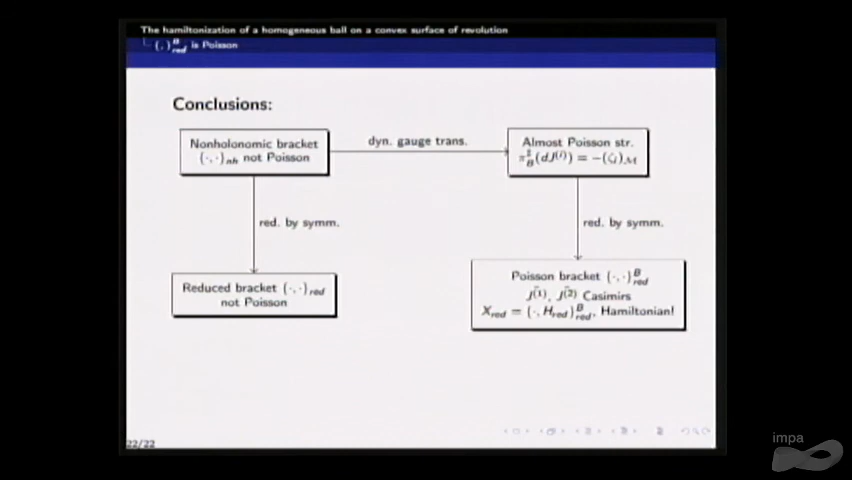 The hamiltonization of a homogeneous ball on a convex surface of revolution
{·,·}ᴮ_red is Poisson
Conclusions:
Nonholonomic bracket
{·,·}_nh not Poisson
dyn. gauge trans.
Almost Poisson str.
π_B^♯(dJ^(i)) = −(ζ_i)_M
red. by symm.
red. by symm.
Reduced bracket {·,·}_red
not Poisson
Poisson bracket {·,·}ᴮ_red
J^(1), J^(2) Casimirs
X_red = {·, H_red}ᴮ_red. Hamiltonian!
22/22
impa